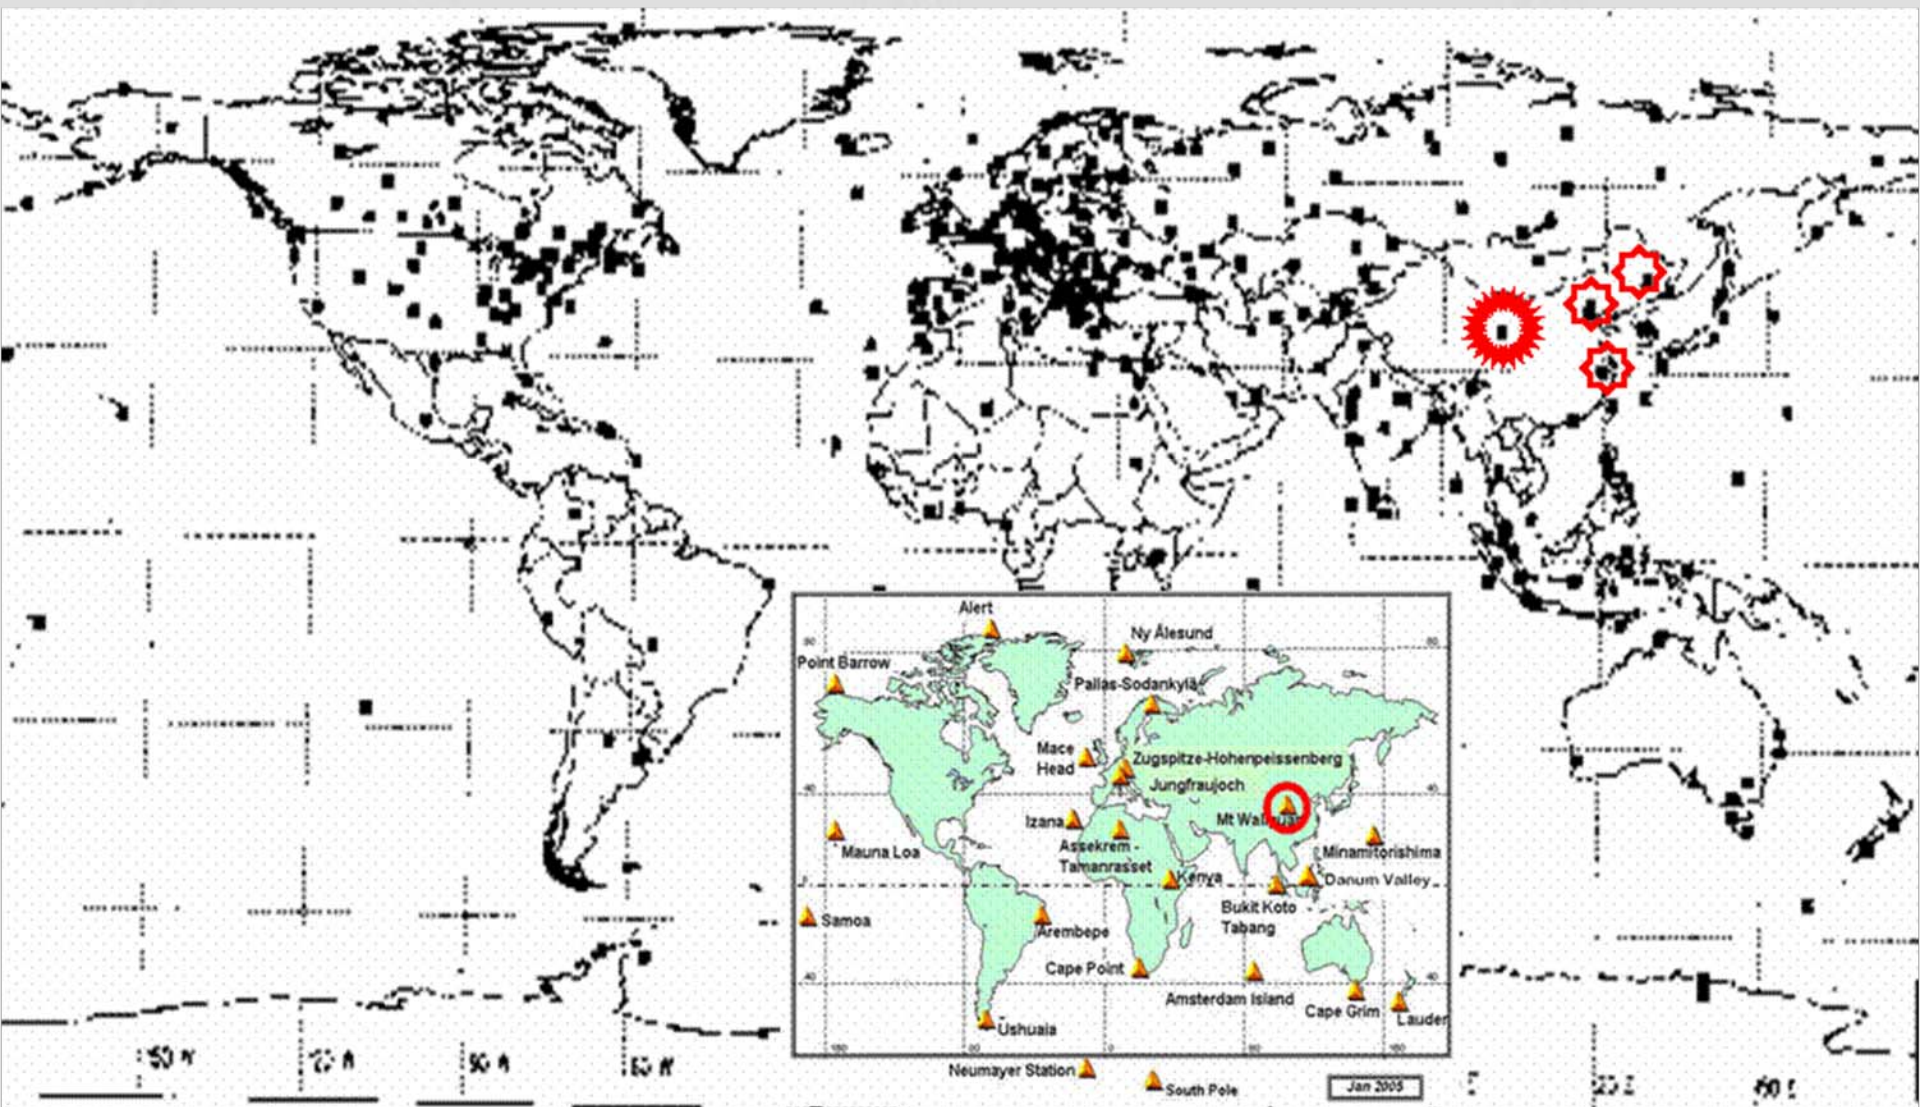 Alert
Ny Ålesund
Point Barrow
Pallas-Sodankylä
Mace
Head
Zugspitze-Hohenpeissenberg
Jungfraujoch
Izana
Mt
Mauna Loa
Assekrem -
Tamanrasset
Minamitorishima
Kenya
Danum Valley
Bukit Koto
Tabang
Samoa
Arembepe
Cape Point
Amsterdam Island
Cape Grim
Lauder
Ushuaia
Neumayer Station
South Pole
Jan 2005